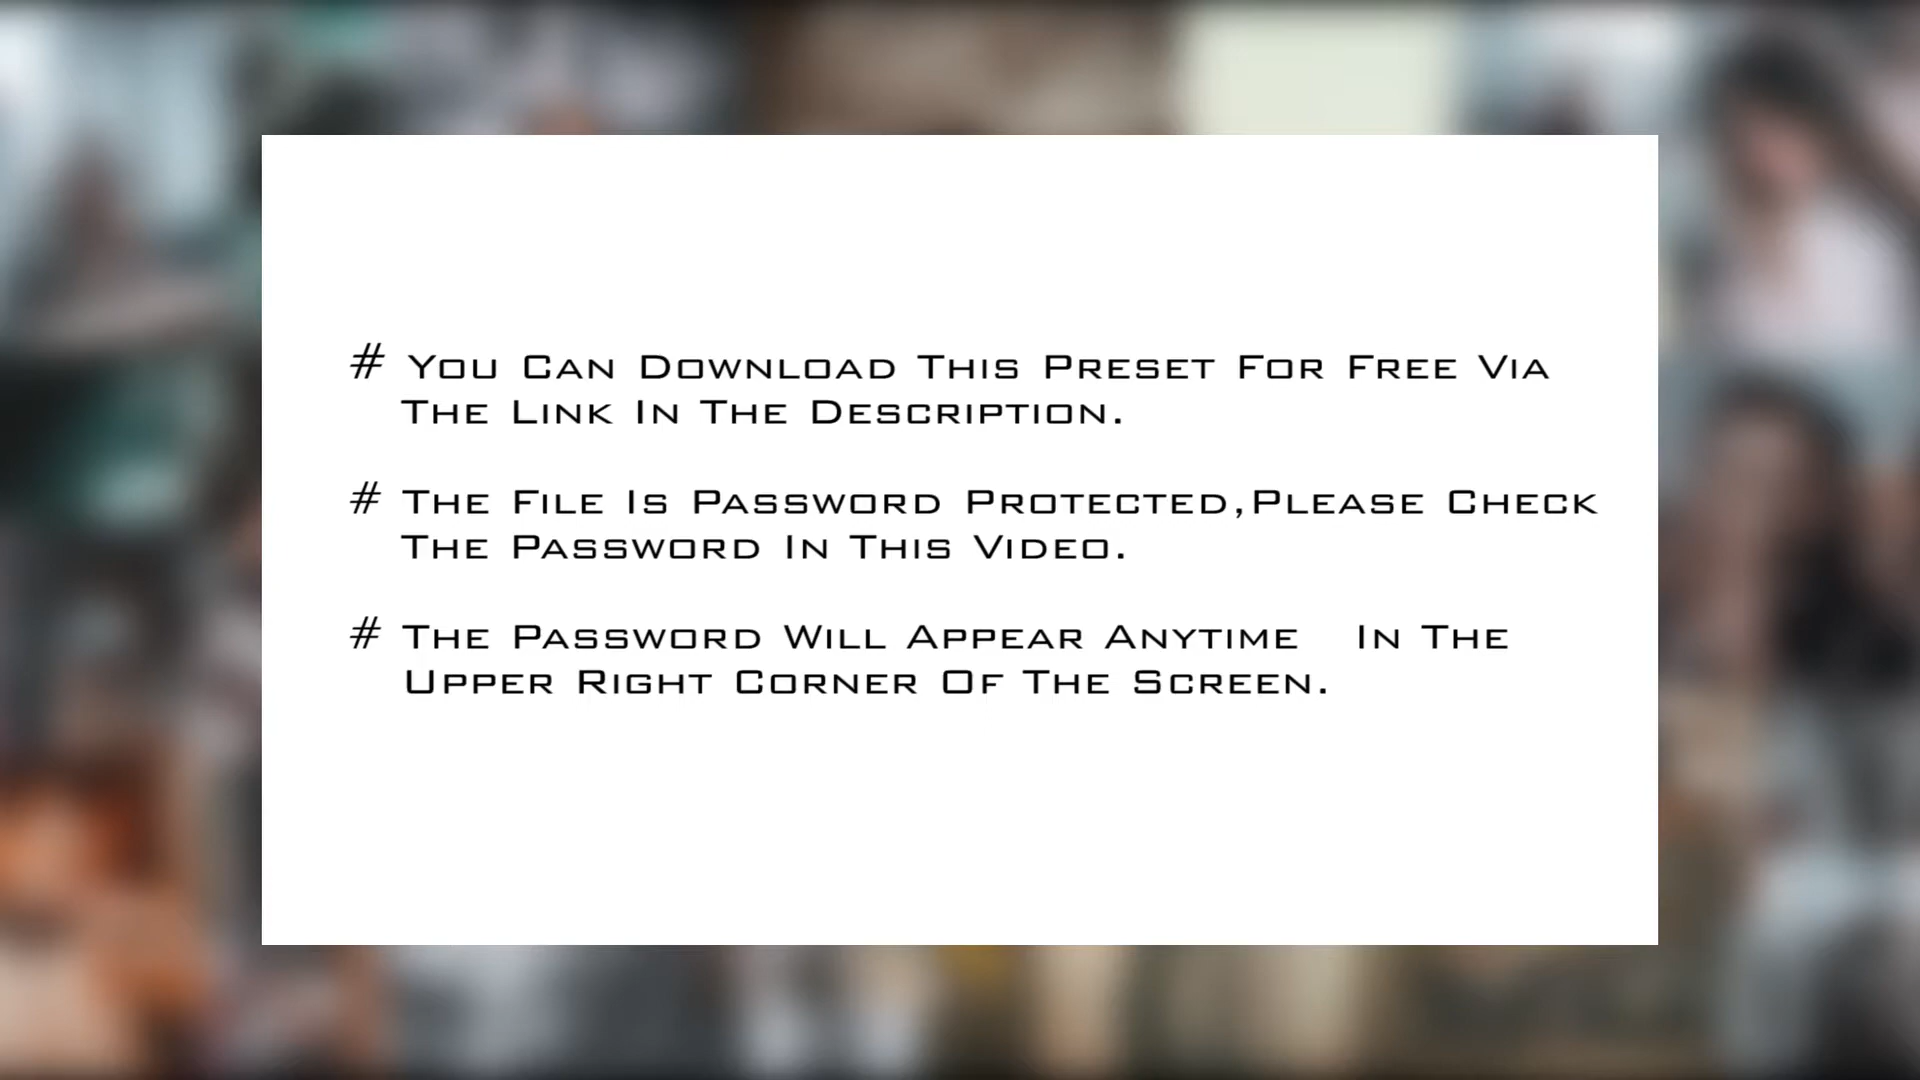 # You Can Download This Preset For Free Via
The Link In The Description.
# The File Is Password Protected,Please Check
The Password In This Video.
# The Password Will Appear Anytime In The
Upper Right Corner Of The Screen.